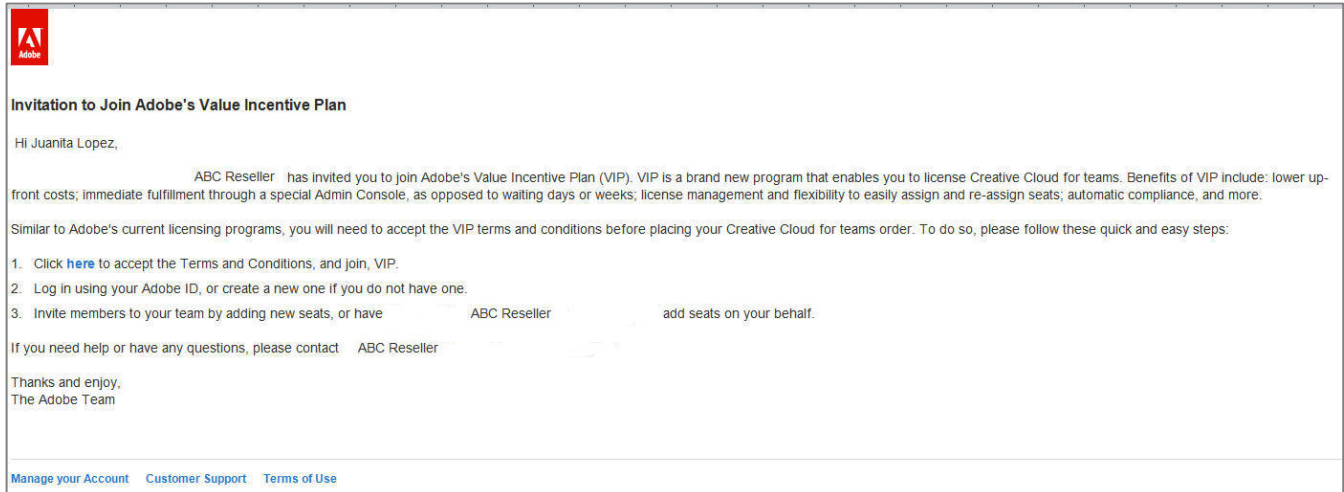 Adobe
Invitation to Join Adobe's Value Incentive Plan
Hi Juanita Lopez,
ABC Reseller has invited you to join Adobe's Value Incentive Plan (VIP). VIP is a brand new program that enables you to license Creative Cloud for teams. Benefits of VIP include: lower up-
front costs; immediate fulfillment through a special Admin Console, as opposed to waiting days or weeks; license management and flexibility to easily assign and re-assign seats; automatic compliance, and more.
Similar to Adobe's current licensing programs, you will need to accept the VIP terms and conditions before placing your Creative Cloud for teams order. To do so, please follow these quick and easy steps:
1. Click here to accept the Terms and Conditions, and join, VIP.
2. Log in using your Adobe ID, or create a new one if you do not have one.
3. Invite members to your team by adding new seats, or have ABC Reseller add seats on your behalf.
If you need help or have any questions, please contact ABC Reseller
Thanks and enjoy,
The Adobe Team
Manage your Account Customer Support Terms of Use